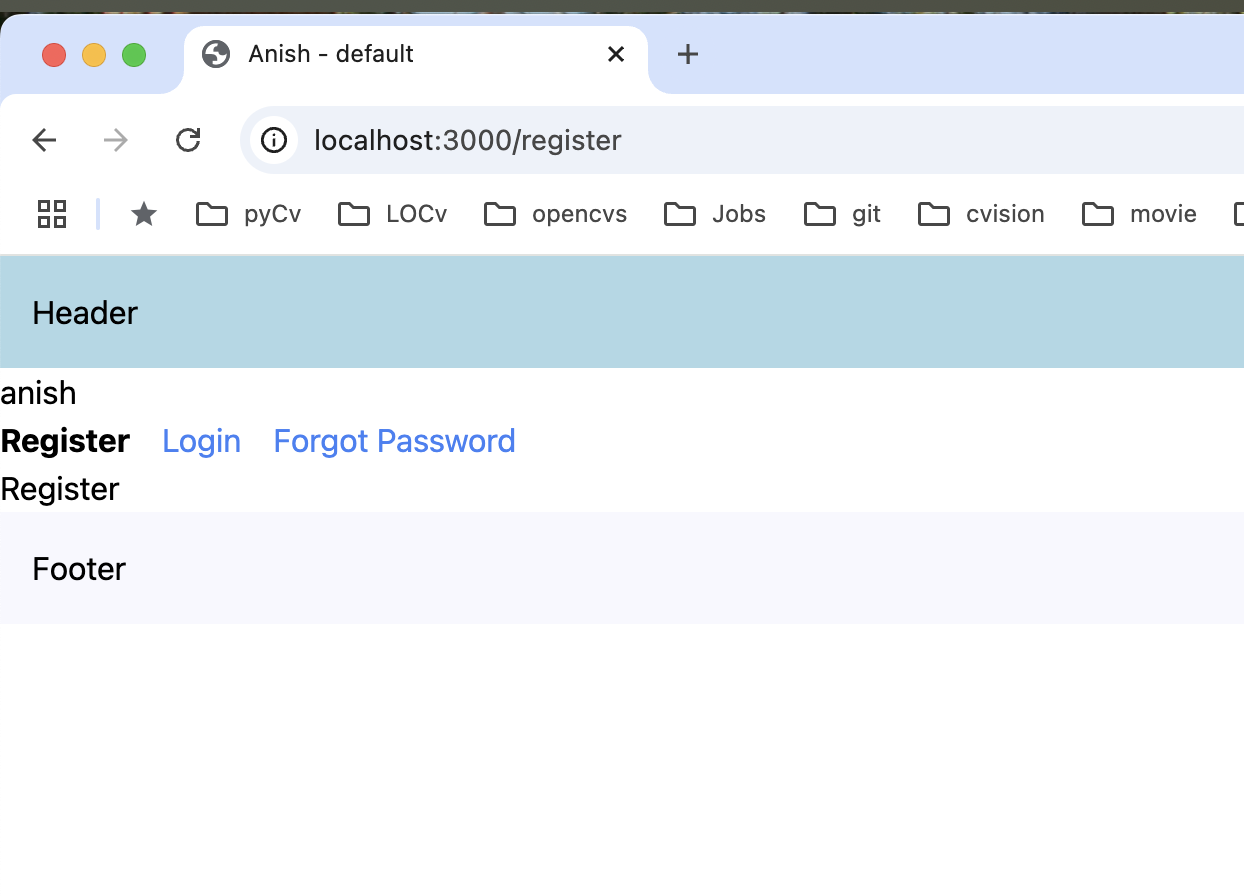 Anish - default
localhost:3000/register
pyCv LOCv opencvs Jobs git cvision movie
Header
anish
Register Login Forgot Password
Register
Footer